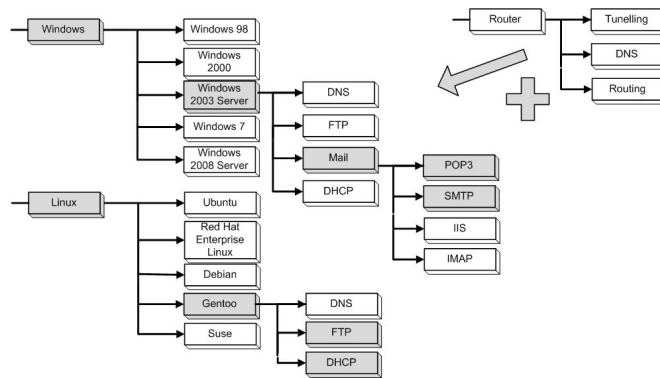 Windows
Windows 98
Windows
2000
Windows
2003 Server
Windows 7
Windows
2008 Server
DNS
FTP
Mail
DHCP
POP3
SMTP
IIS
IMAP
Router
Tunelling
DNS
Routing
Linux
Ubuntu
Red Hat
Enterprise
Linux
Debian
Gentoo
Suse
DNS
FTP
DHCP